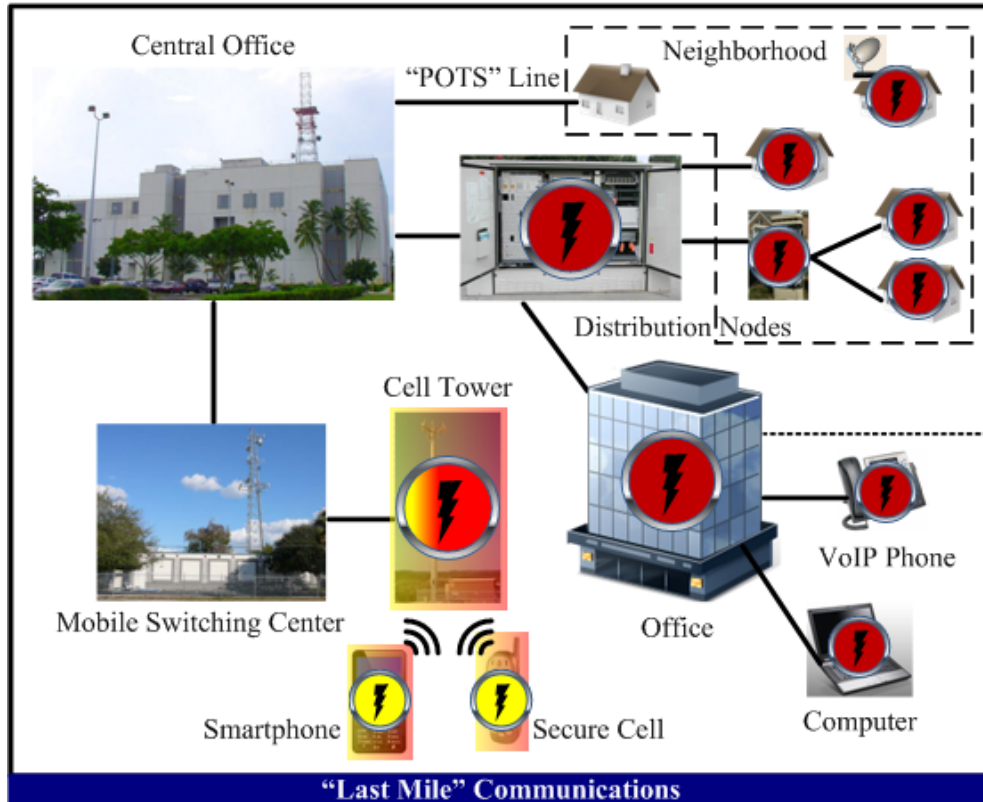 Central Office
Neighborhood
“POTS” Line
Distribution Nodes
Cell Tower
VoIP Phone
Mobile Switching Center
Office
Smartphone
Secure Cell
Computer
“Last Mile” Communications